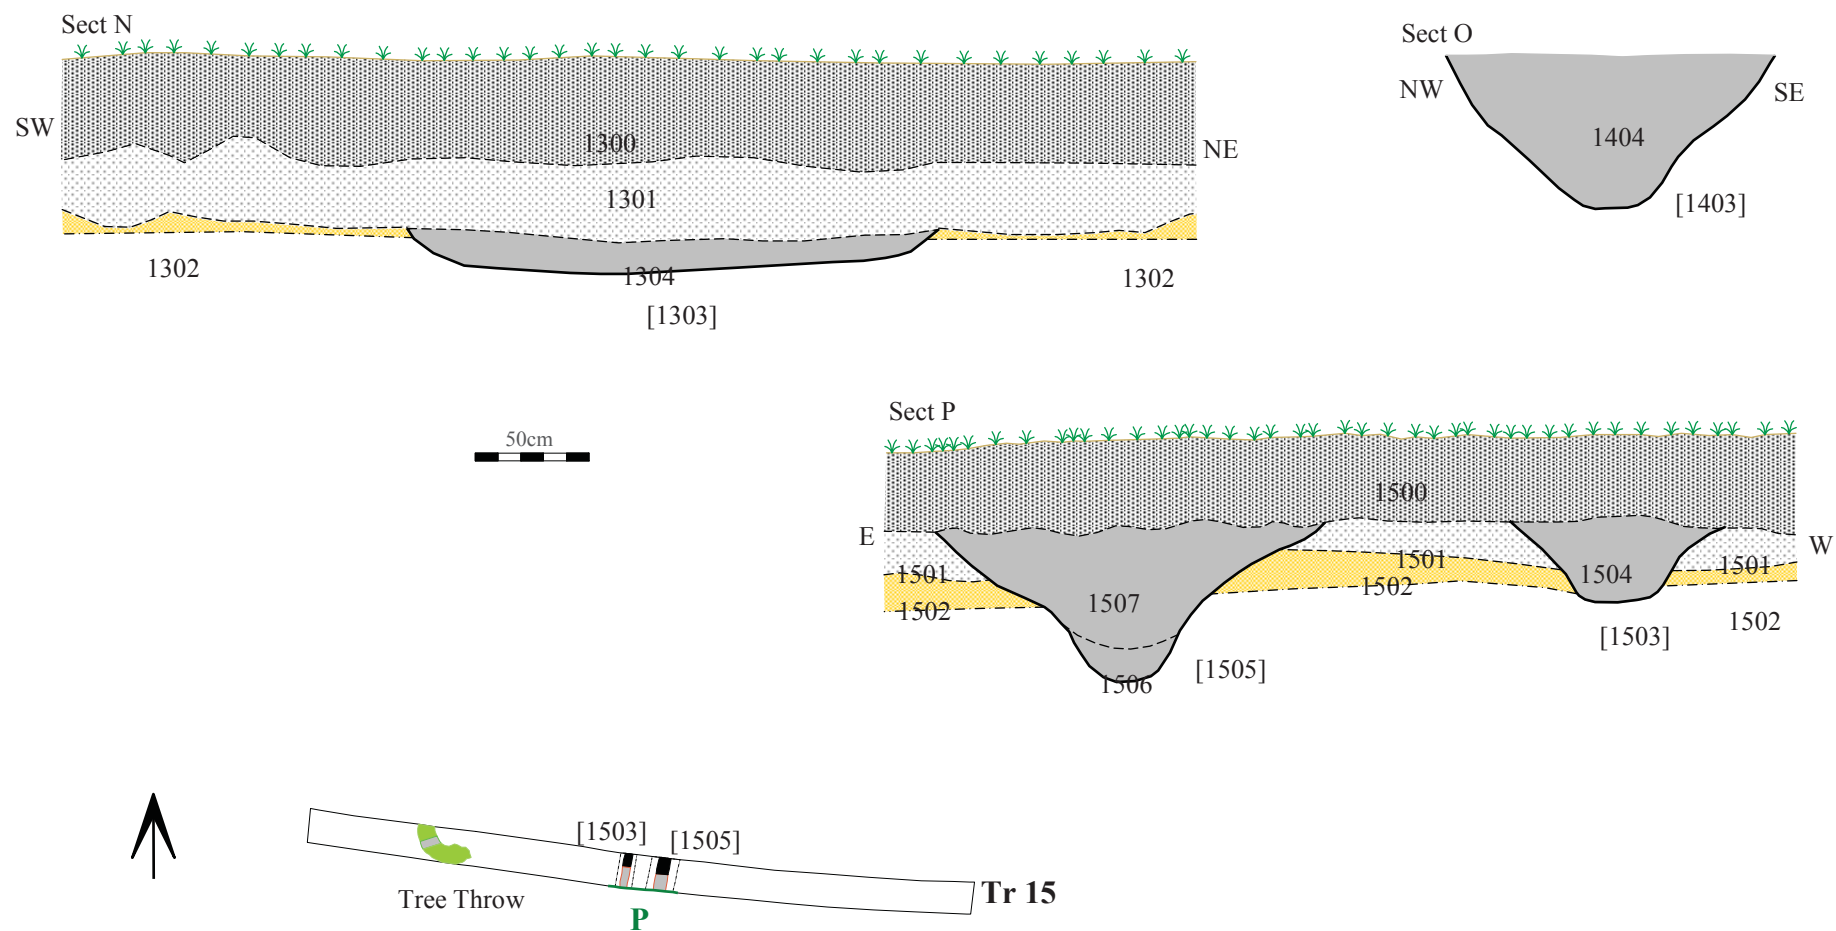 Sect N
SW
1300
NE
1301
1302
1304
1302
[1303]
Sect O
NW
SE
1404
[1403]
50cm
Sect P
1500
E
W
1501
1501
1504
1501
1502
1502
1507
1502
[1503]
[1505]
1506
[1503]
[1505]
Tree Throw
Tr 15
P